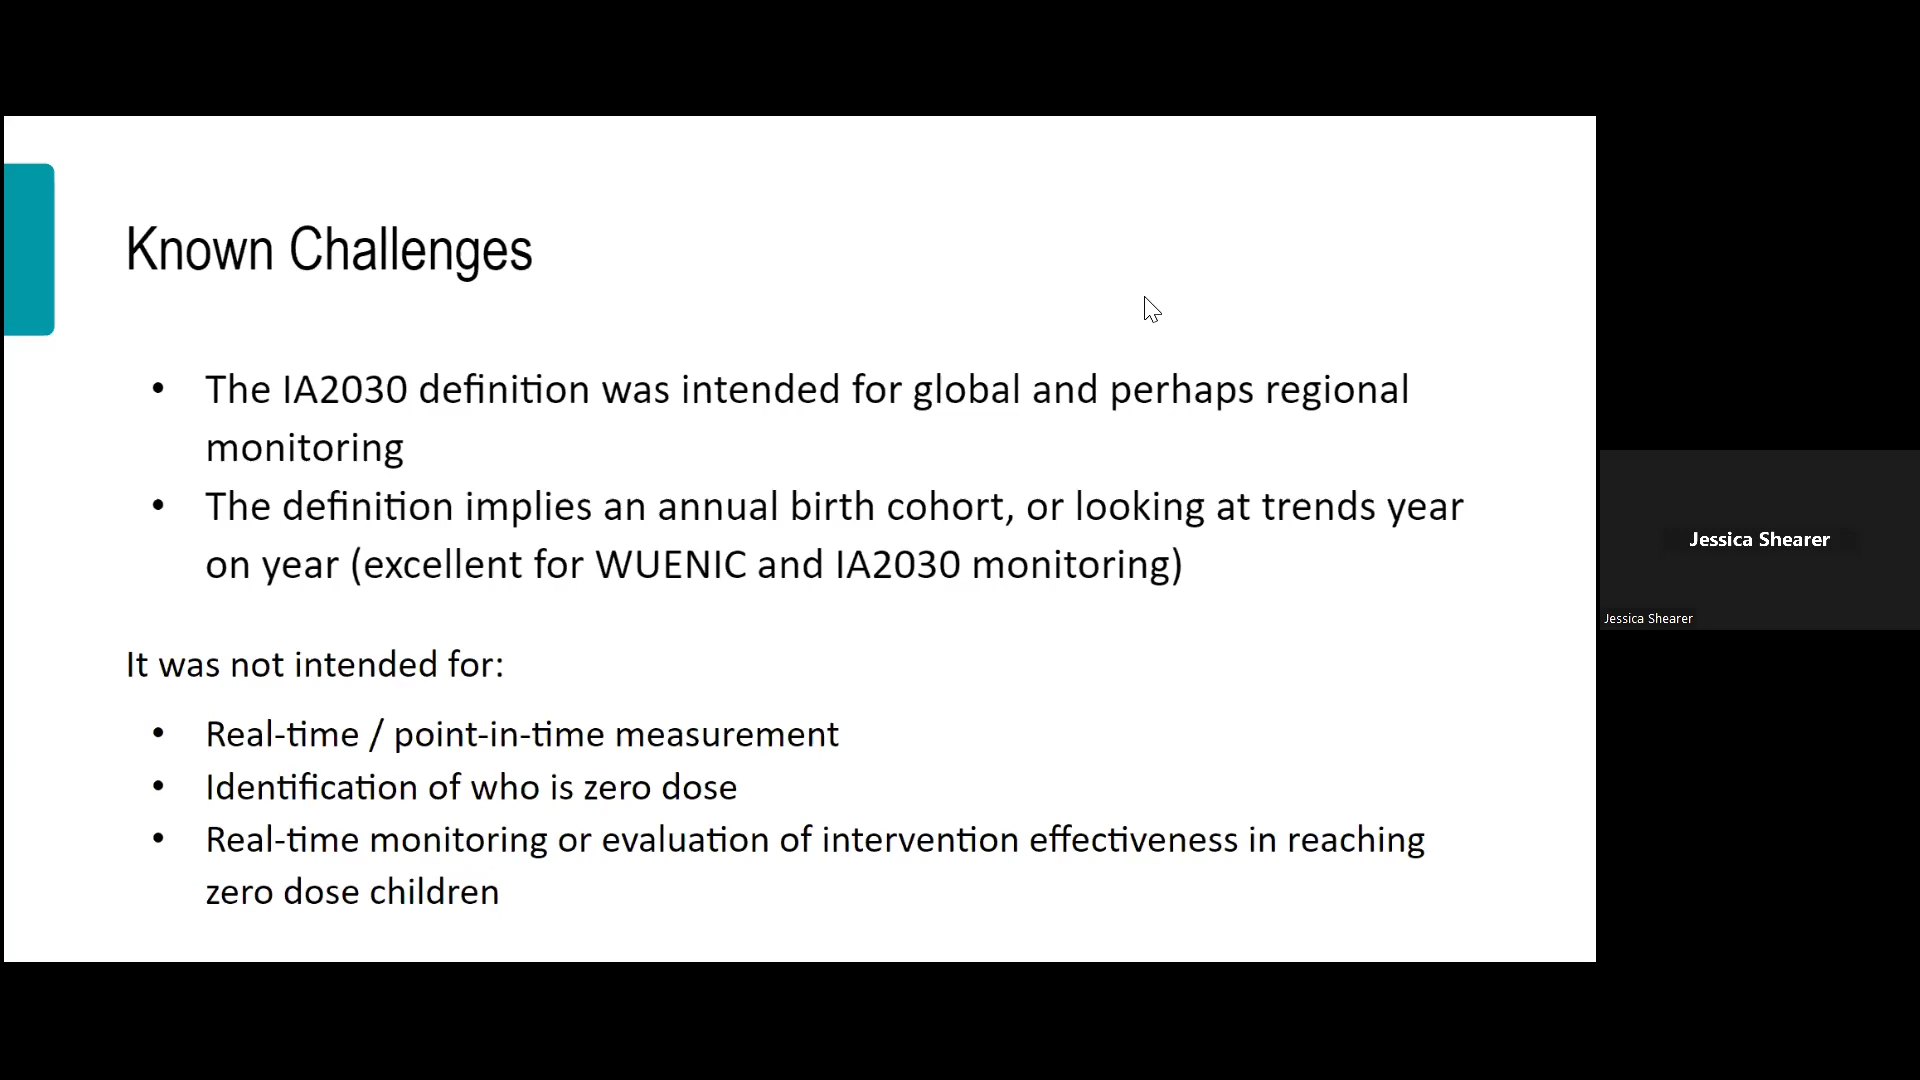 Known Challenges
• The IA2030 definition was intended for global and perhaps regional
monitoring
• The definition implies an annual birth cohort, or looking at trends year
on year (excellent for WUENIC and IA2030 monitoring)
It was not intended for:
• Real-time / point-in-time measurement
• Identification of who is zero dose
• Real-time monitoring or evaluation of intervention effectiveness in reaching
zero dose children
Jessica Shearer
Jessica Shearer